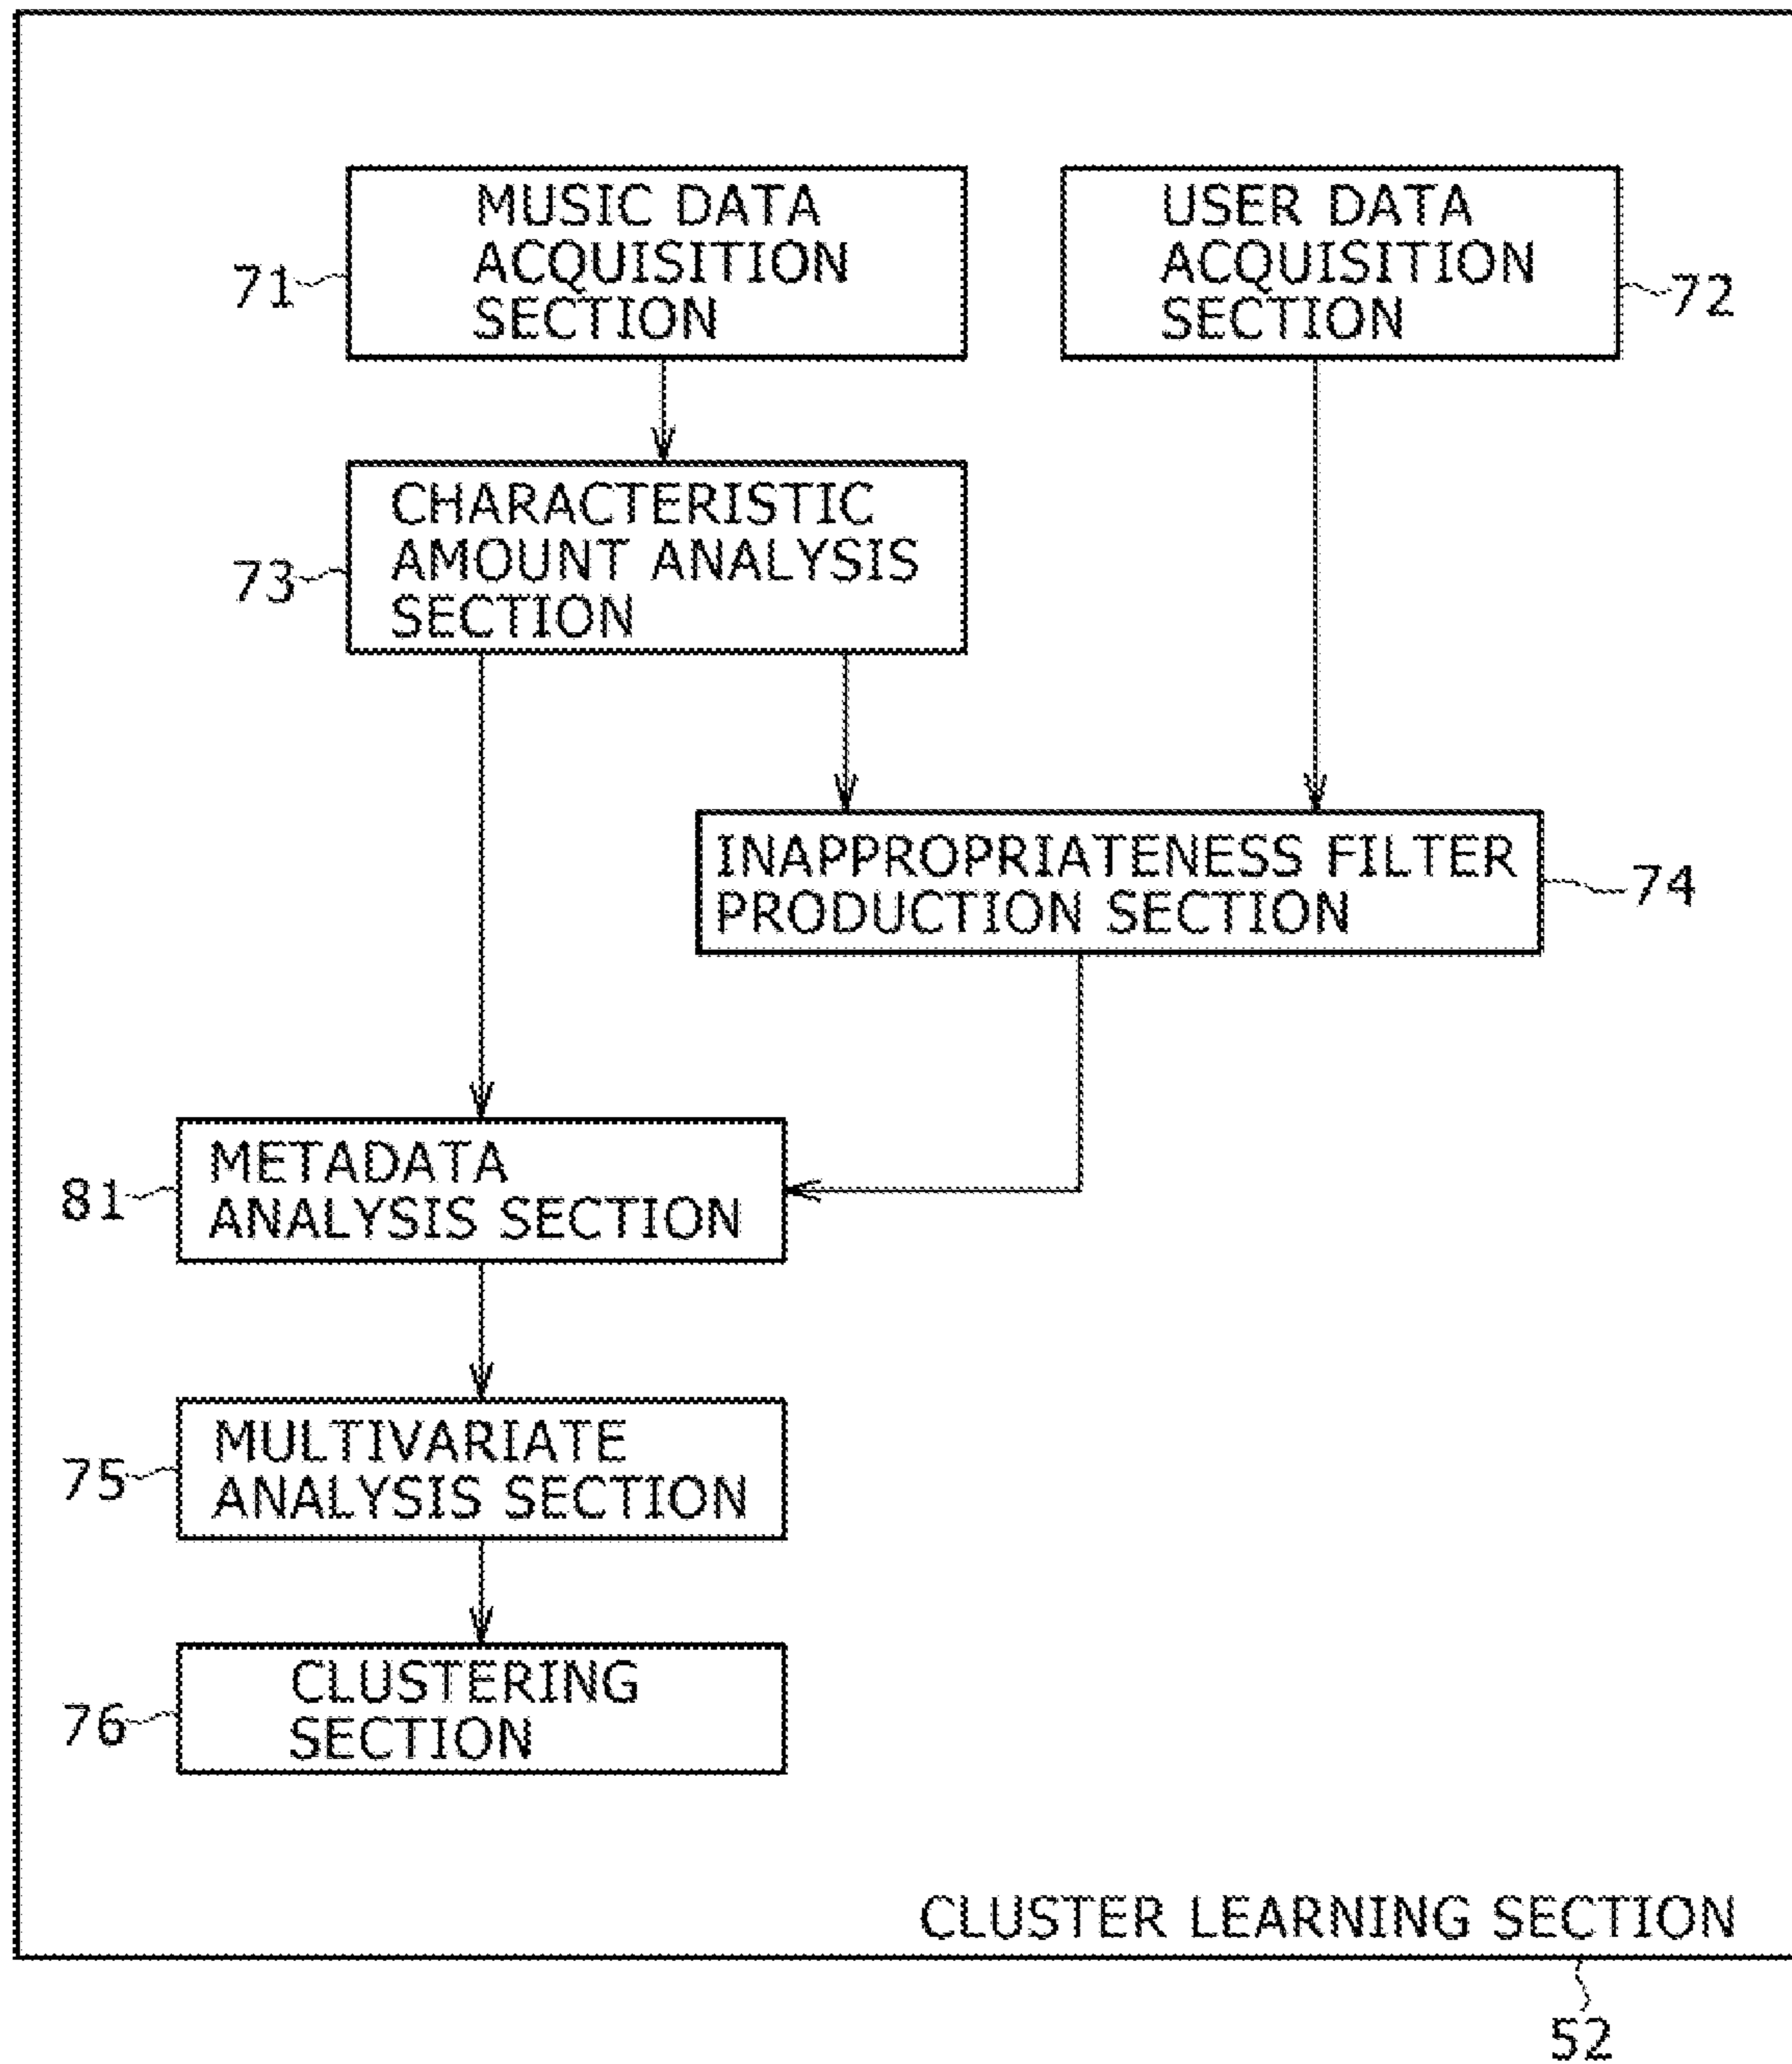 MUSIC DATA
ACQUISITION
SECTION
71
USER DATA
ACQUISITION
SECTION
72
CHARACTERISTIC
AMOUNT ANALYSIS
SECTION
73
INAPPROPRIATENESS FILTER
PRODUCTION SECTION
74
METADATA
ANALYSIS SECTION
81
MULTIVARIATE
ANALYSIS SECTION
75
CLUSTERING
SECTION
76
CLUSTER LEARNING SECTION
52